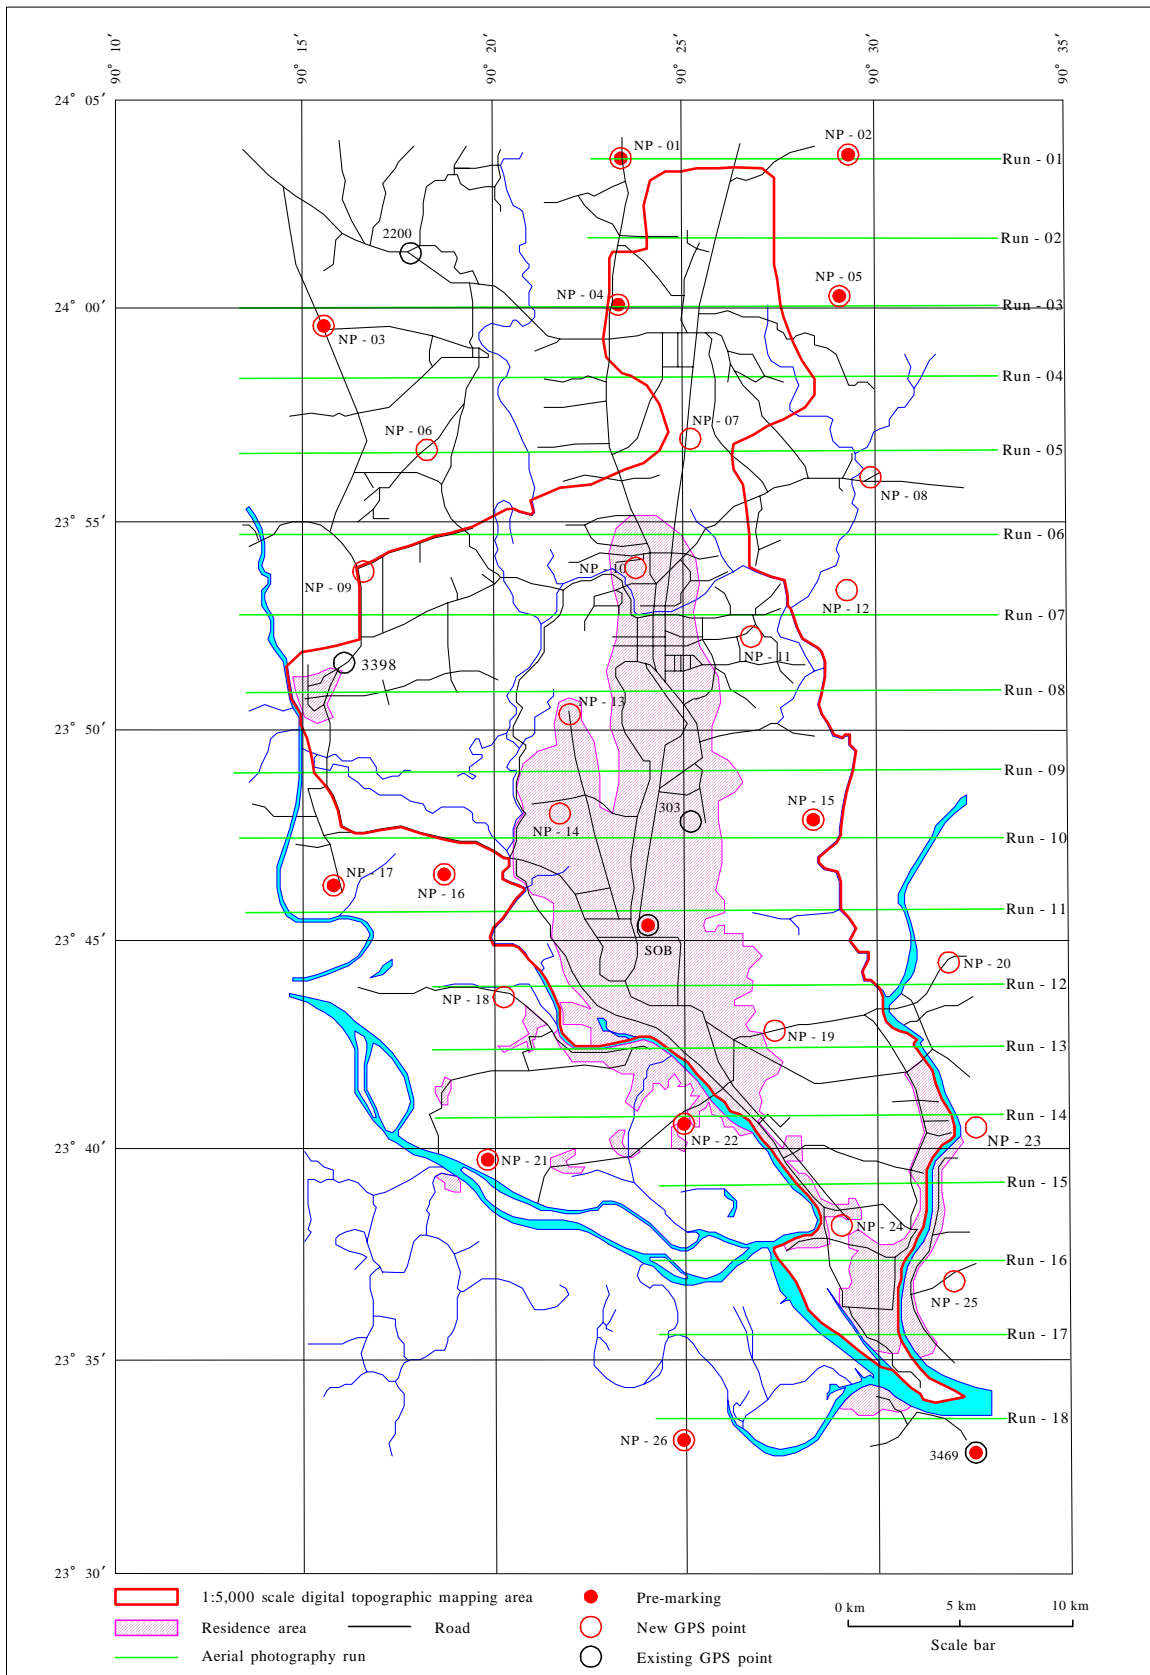 90° 10′
90° 15′
90° 20′
90° 25′
90° 30′
90° 35′
24° 05′
NP - 01
NP - 02
Run - 01
2200
Run - 02
NP - 04
NP - 05
24° 00′
Run - 03
NP - 03
Run - 04
NP - 06
NP - 07
Run - 05
NP - 08
23° 55′
Run - 06
NP - 10
NP - 09
NP - 12
Run - 07
NP - 11
3398
Run - 08
NP - 13
23° 50′
Run - 09
303
NP - 15
NP - 14
Run - 10
NP - 17
NP - 16
Run - 11
23° 45′
SOB
NP - 20
Run - 12
NP - 18
NP - 19
Run - 13
Run - 14
23° 40′
NP - 22
NP - 23
NP - 21
Run - 15
NP - 24
Run - 16
NP - 25
Run - 17
23° 35′
Run - 18
NP - 26
3469
23° 30′
1:5,000 scale digital topographic mapping area
Pre-marking
0 km 5 km 10 km
Residence area
Road
New GPS point
Scale bar
Aerial photography run
Existing GPS point